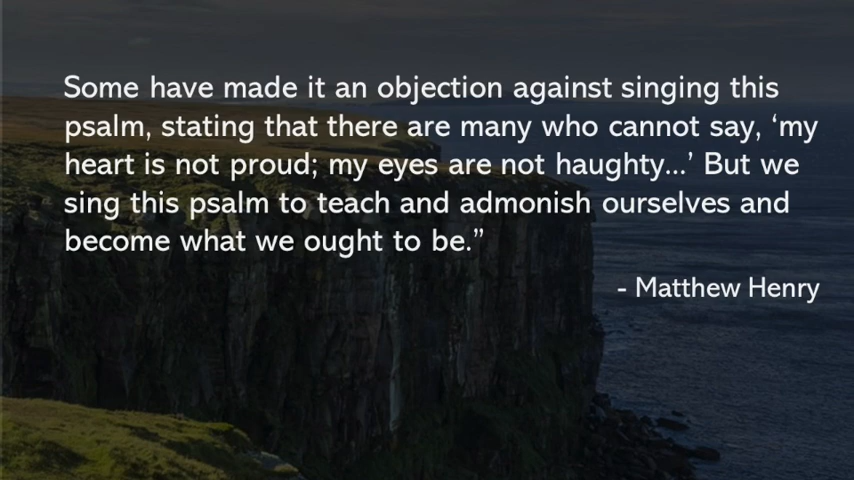 Some have made it an objection against singing this
psalm, stating that there are many who cannot say, ‘my
heart is not proud; my eyes are not haughty...’ But we
sing this psalm to teach and admonish ourselves and
become what we ought to be.”
- Matthew Henry